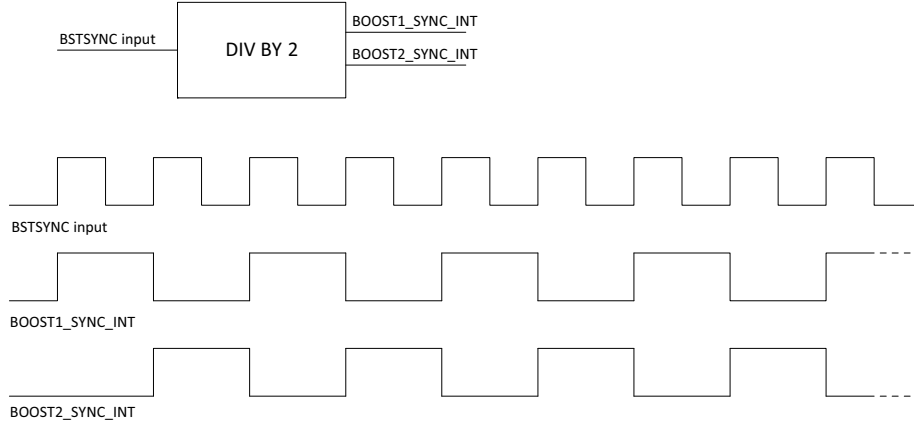 BOOST1_SYNC_INT
BSTSYNC input
DIV BY 2
BOOST2_SYNC_INT
BSTSYNC input
BOOST1_SYNC_INT
BOOST2_SYNC_INT